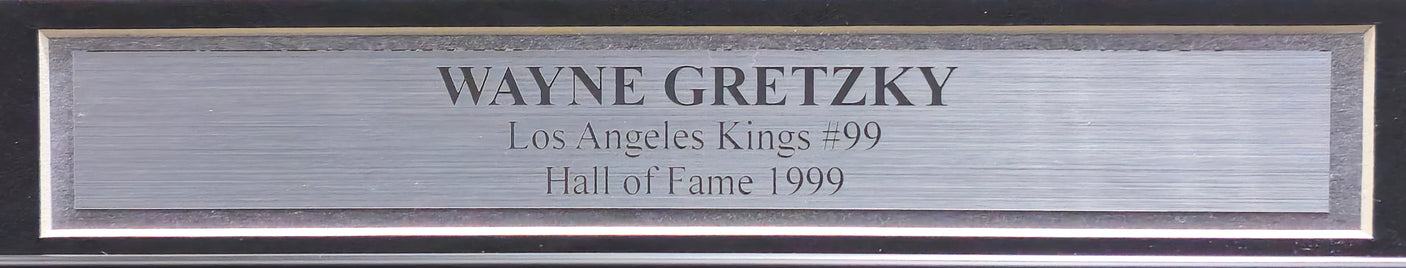 WAYNE GRETZKY
Los Angeles Kings #99
Hall of Fame 1999